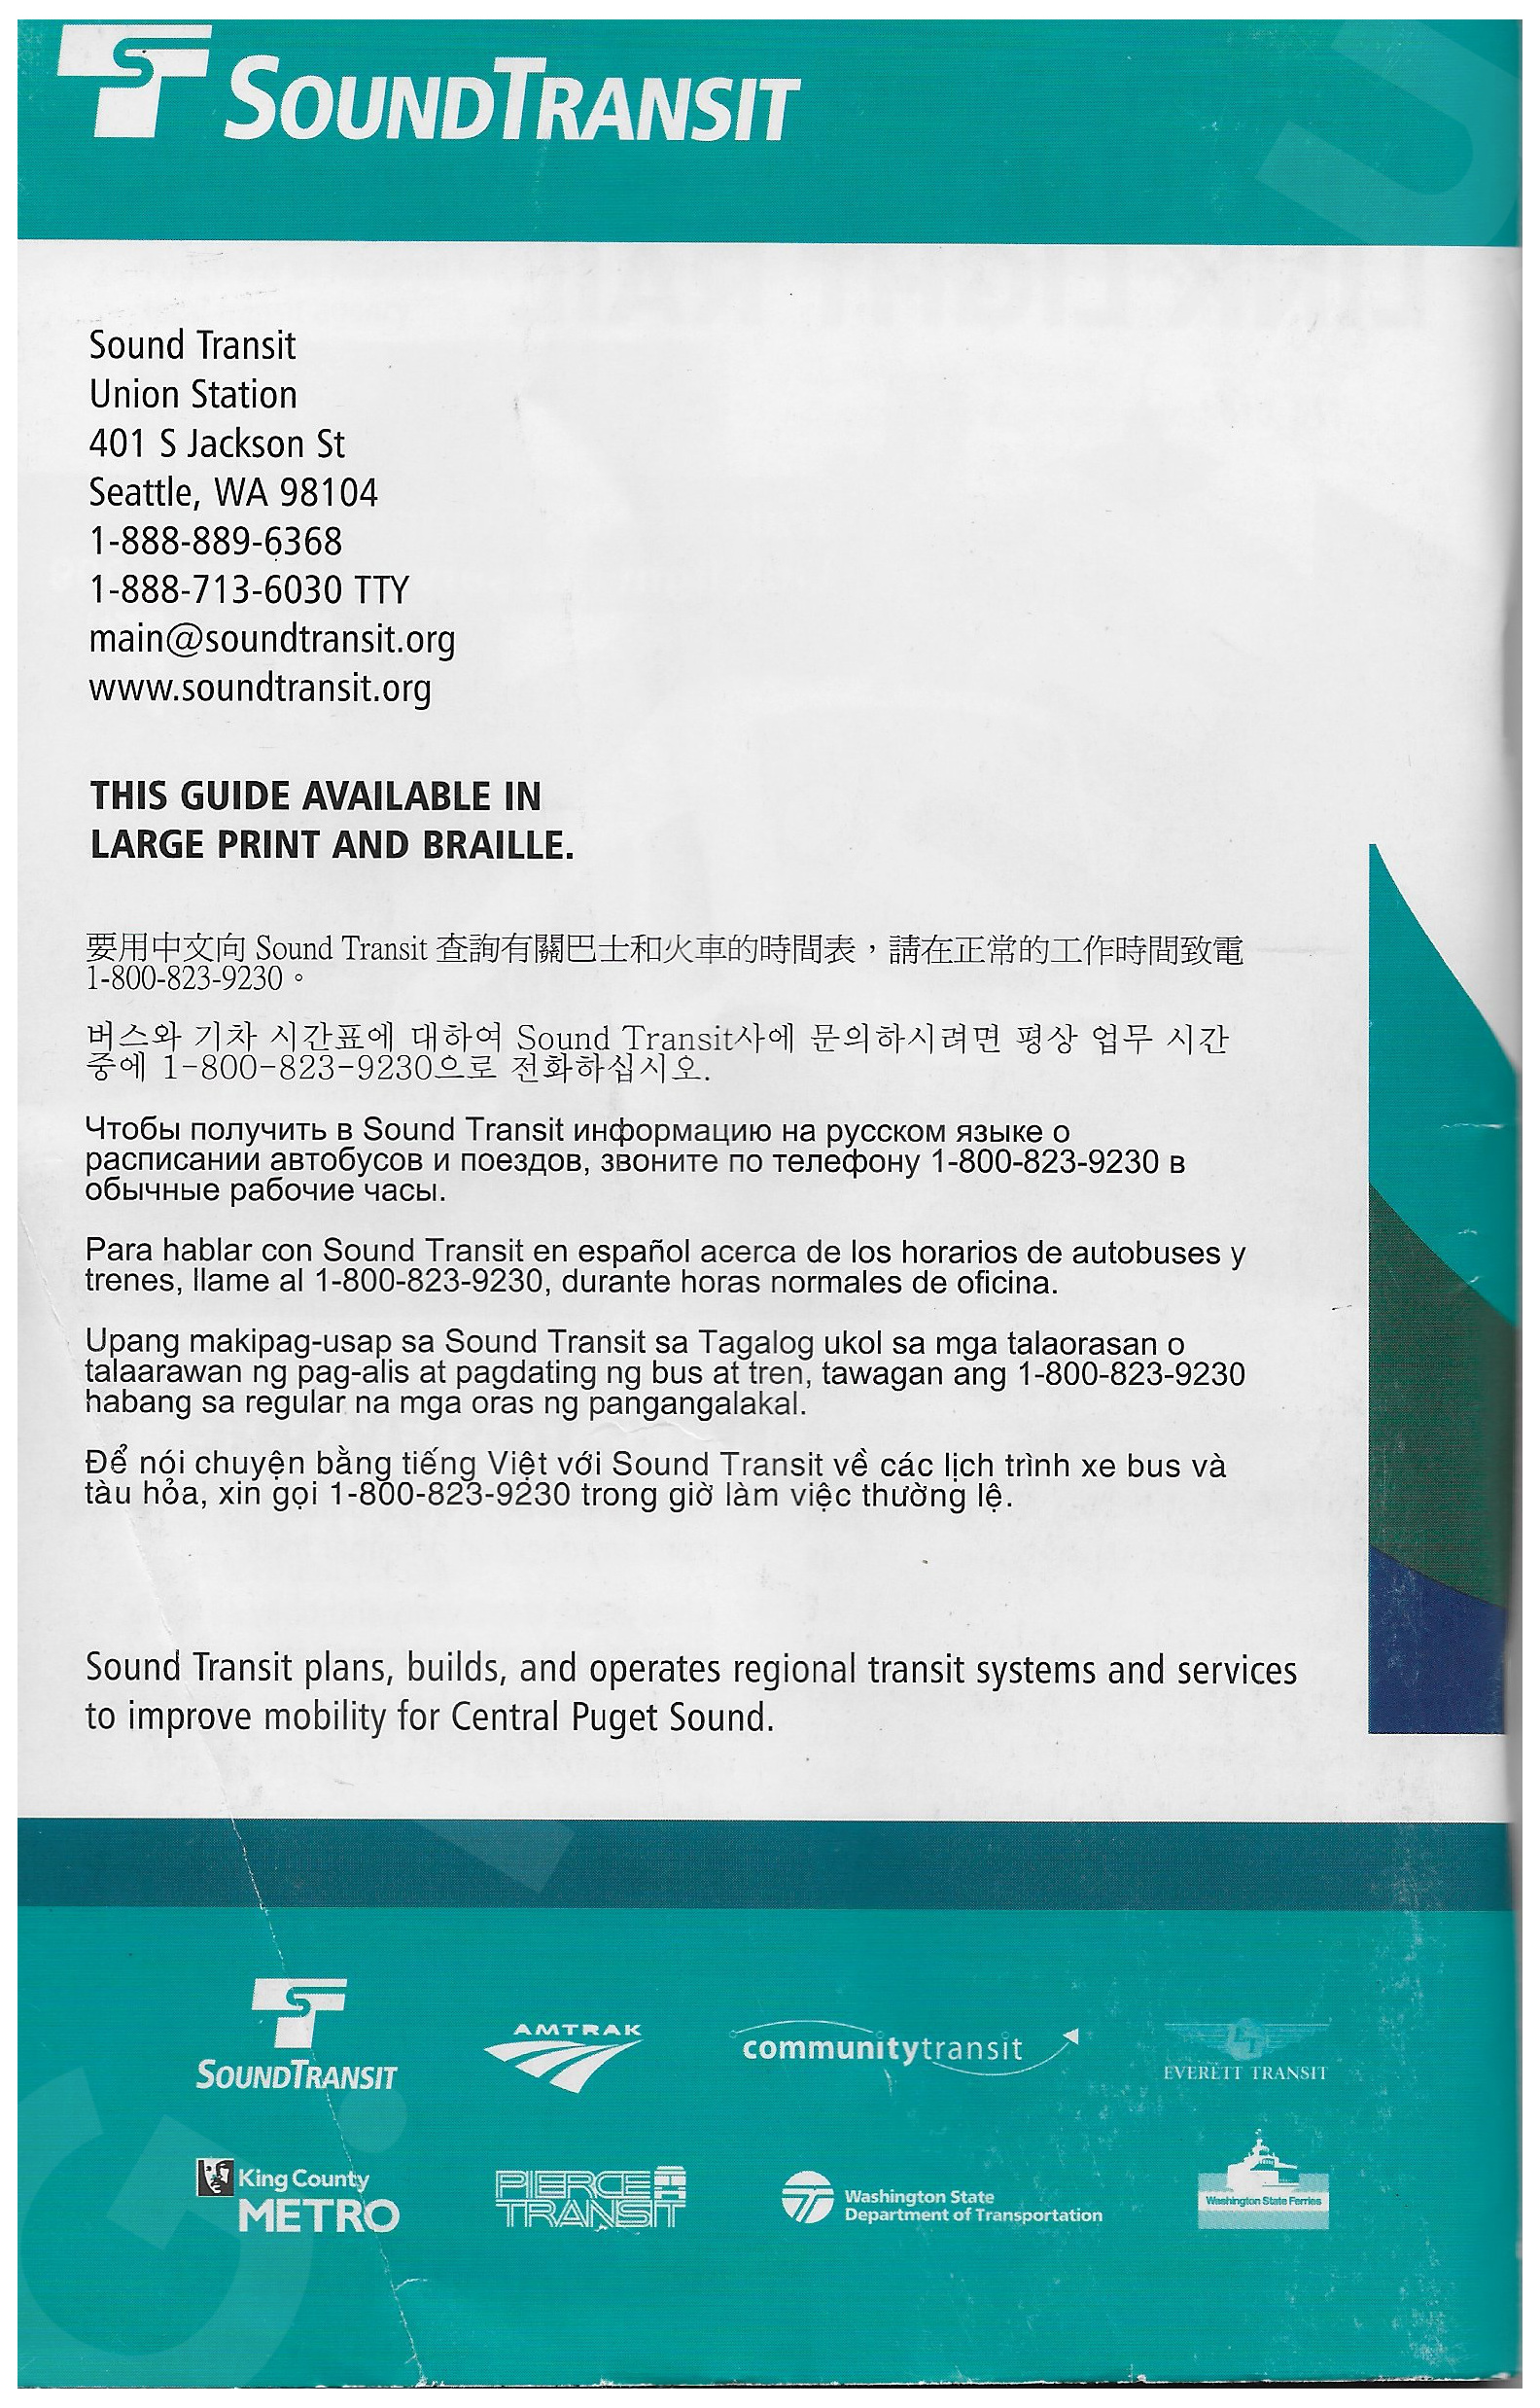 SOUNDTRANSIT
Sound Transit
Union Station
401 S Jackson St
Seattle, WA 98104
1-888-889-6368
1-888-713-6030 TTY
main@soundtransit.org
www.soundtransit.org
THIS GUIDE AVAILABLE IN
LARGE PRINT AND BRAILLE.
要用中文向 Sound Transit 查詢有關巴士和火車的時間表，請在正常的工作時間致電
1-800-823-9230。
버스와 기차 시간표에 대하여 Sound Transit사에 문의하시려면 평상 업무 시간
중에 1-800-823-9230으로 전화하십시오.
Чтобы получить в Sound Transit информацию на русском языке о
расписании автобусов и поездов, звоните по телефону 1-800-823-9230 в
обычные рабочие часы.
Para hablar con Sound Transit en español acerca de los horarios de autobuses y
trenes, llame al 1-800-823-9230, durante horas normales de oficina.
Upang makipag-usap sa Sound Transit sa Tagalog ukol sa mga talaorasan o
talaarawan ng pag-alis at pagdating ng bus at tren, tawagan ang 1-800-823-9230
habang sa regular na mga oras ng pangangalakal.
Để nói chuyện bằng tiếng Việt với Sound Transit về các lịch trình xe bus và
tàu hỏa, xin gọi 1-800-823-9230 trong giờ làm việc thường lệ.
Sound Transit plans, builds, and operates regional transit systems and services
to improve mobility for Central Puget Sound.
SOUNDTRANSIT
AMTRAK
communitytransit
EVERETT TRANSIT
King County
METRO
PIERCE
TRANSIT
Washington State
Department of Transportation
Washington State Ferries